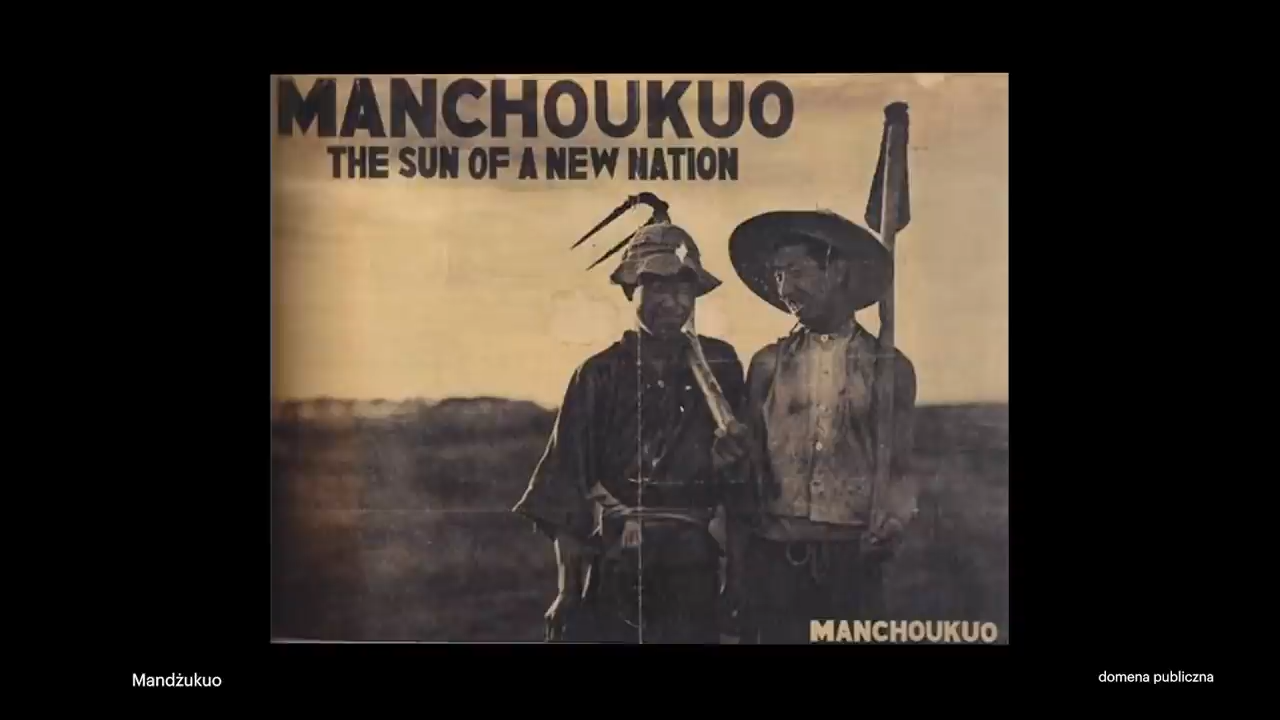 MANCHOUKUO
THE SUN OF A NEW NATION
MANCHOUKUO
Mandżukuo
domena publiczna